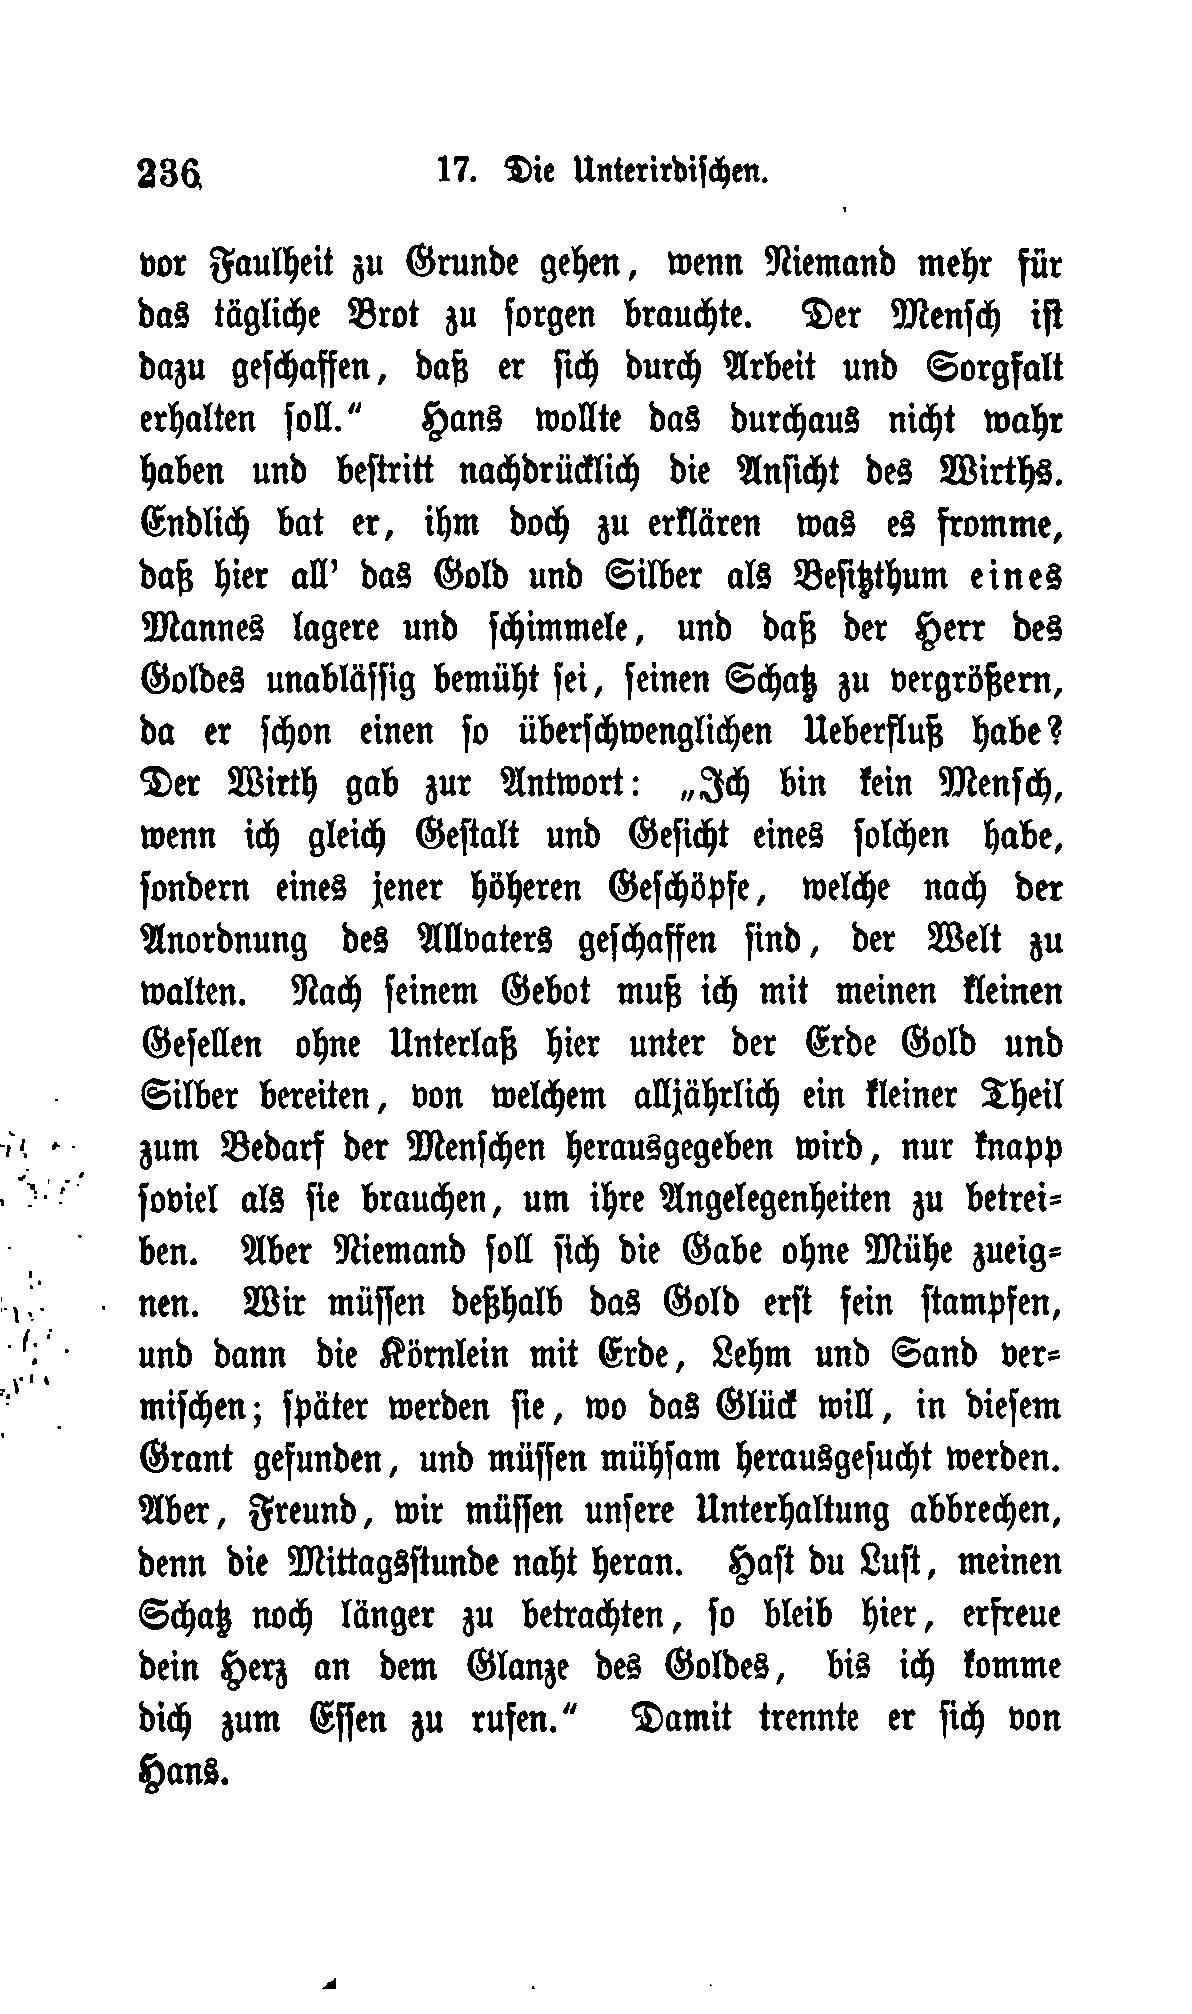 236
17. Die Unterirdischen.
vor Faulheit zu Grunde gehen, wenn Niemand mehr für
das tägliche Brot zu sorgen brauchte. Der Mensch ist
dazu geschaffen, daß er sich durch Arbeit und Sorgfalt
erhalten soll.“ Hans wollte das durchaus nicht wahr
haben und bestritt nachdrücklich die Ansicht des Wirths.
Endlich bat er, ihm doch zu erklären was es fromme,
daß hier all' das Gold und Silber als Besitzthum eines
Mannes lagere und schimmele, und daß der Herr des
Goldes unablässig bemüht sei, seinen Schatz zu vergrößern,
da er schon einen so überschwenglichen Ueberfluß habe?
Der Wirth gab zur Antwort: „Ich bin kein Mensch,
wenn ich gleich Gestalt und Gesicht eines solchen habe,
sondern eines jener höheren Geschöpfe, welche nach der
Anordnung des Allvaters geschaffen sind, der Welt zu
walten. Nach seinem Gebot muß ich mit meinen kleinen
Gesellen ohne Unterlaß hier unter der Erde Gold und
Silber bereiten, von welchem alljährlich ein kleiner Theil
zum Bedarf der Menschen herausgegeben wird, nur knapp
soviel als sie brauchen, um ihre Angelegenheiten zu betrei-
ben. Aber Niemand soll sich die Gabe ohne Mühe zueig-
nen. Wir müssen deßhalb das Gold erst fein stampfen,
und dann die Körnlein mit Erde, Lehm und Sand ver-
mischen; später werden sie, wo das Glück will, in diesem
Grant gefunden, und müssen mühsam herausgesucht werden.
Aber, Freund, wir müssen unsere Unterhaltung abbrechen,
denn die Mittagsstunde naht heran. Hast du Lust, meinen
Schatz noch länger zu betrachten, so bleib hier, erfreue
dein Herz an dem Glanze des Goldes, bis ich komme
dich zum Essen zu rufen.“ Damit trennte er sich von
Hans.